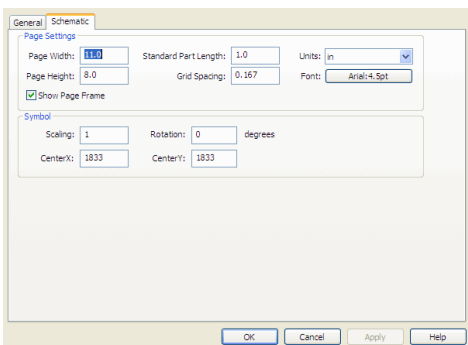 General Schematic
Page Settings
Page Width: 11.0 Standard Part Length: 1.0 Units: in
Page Height: 8.0 Grid Spacing: 0.167 Font: Arial:4.5pt
Show Page Frame
Symbol
Scaling: 1 Rotation: 0 degrees
CenterX: 1833 CenterY: 1833
OK Cancel Apply Help